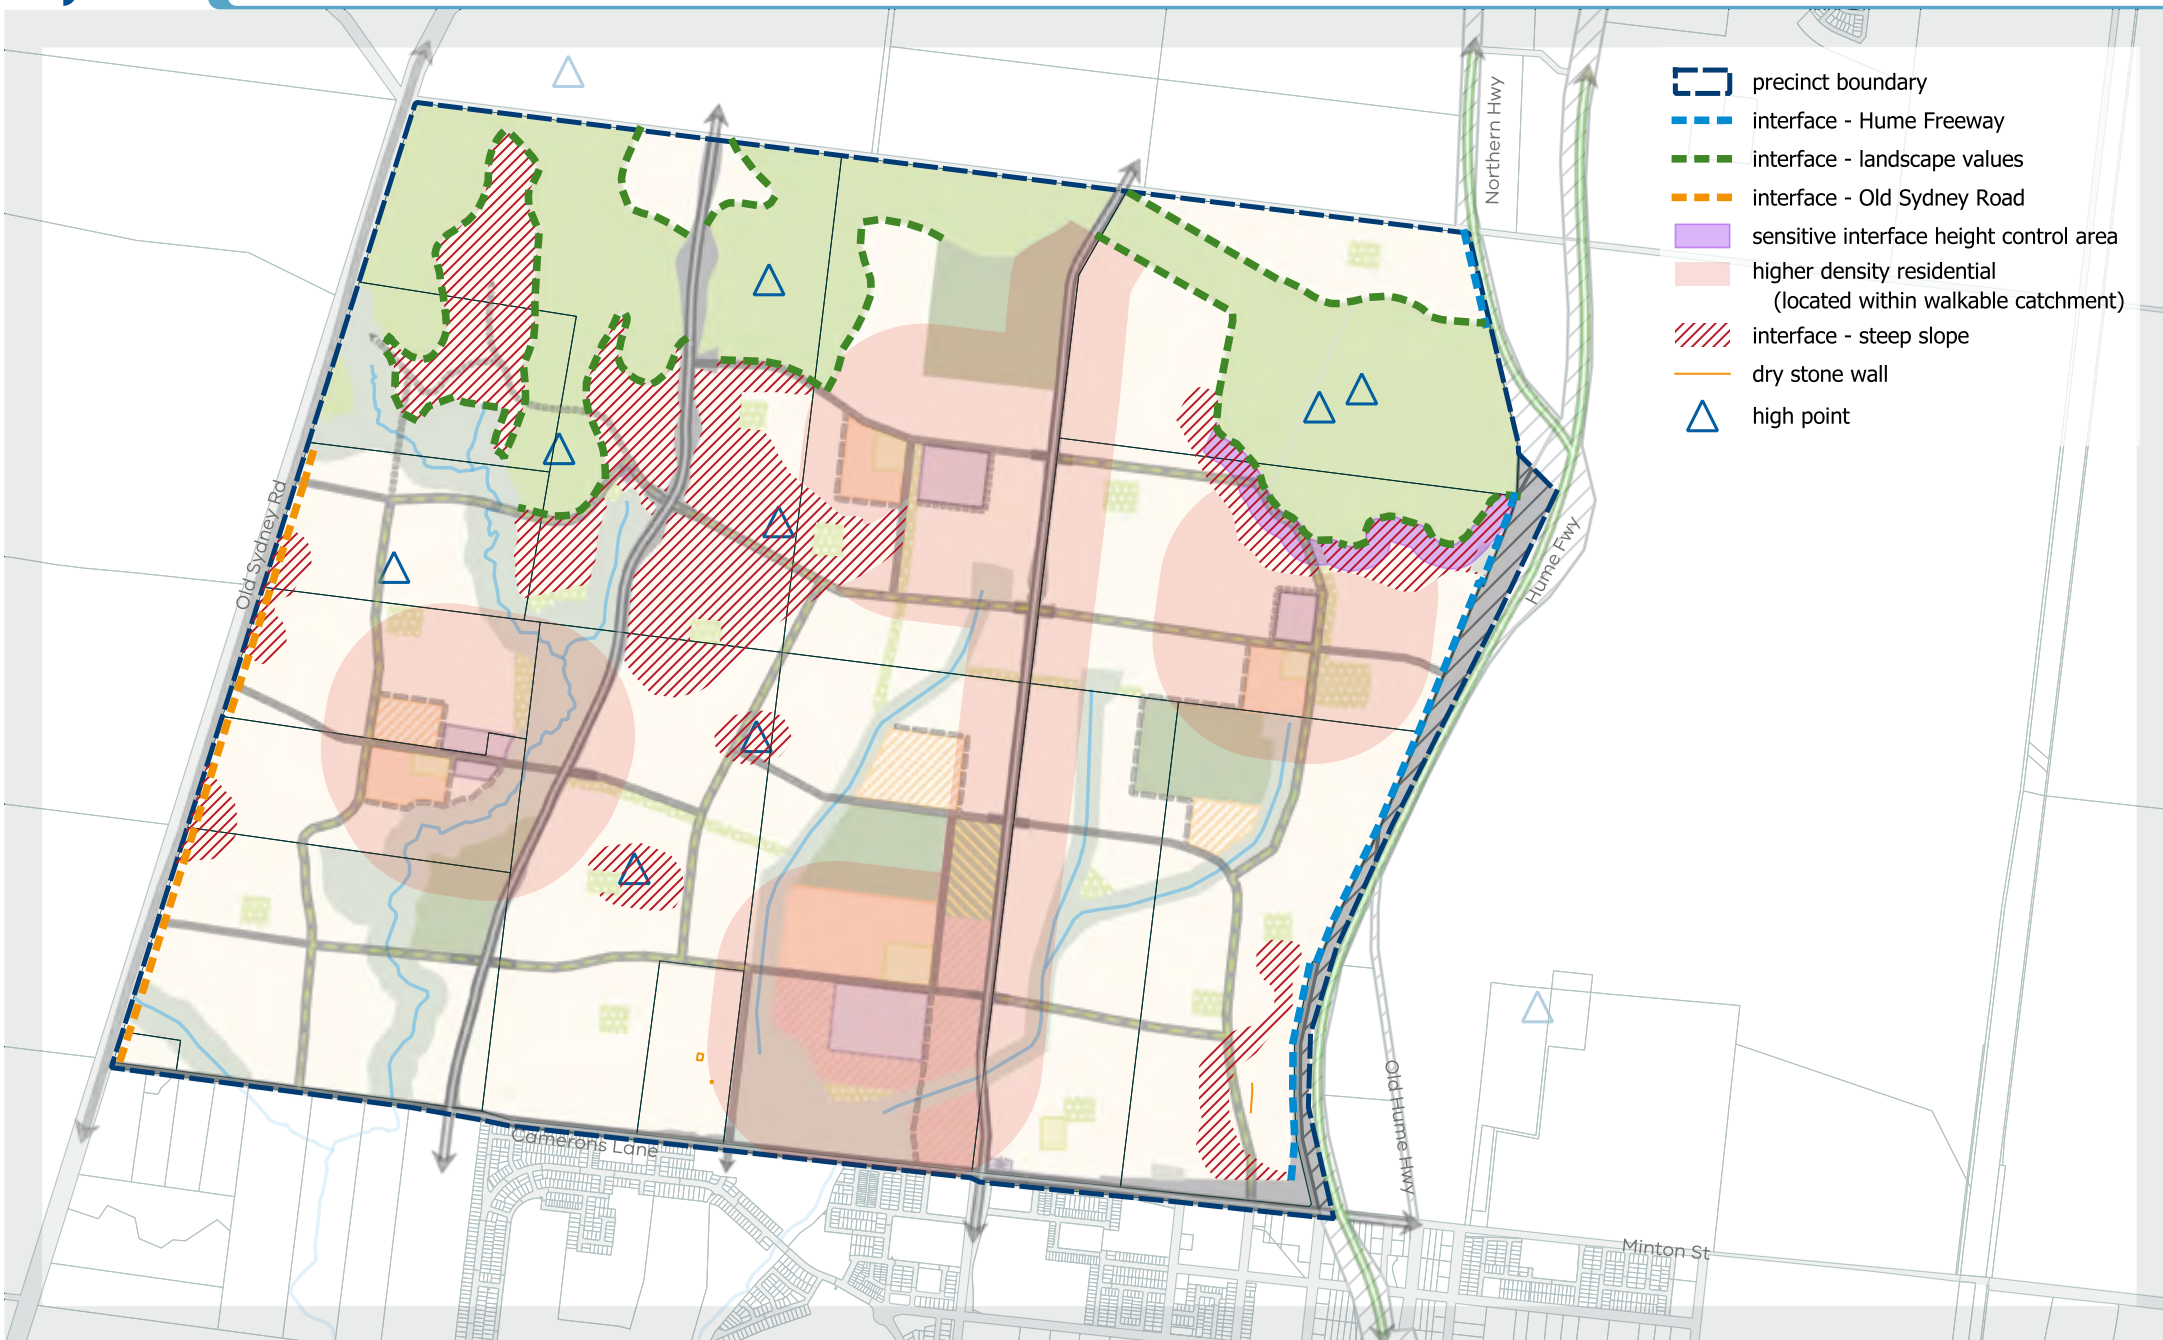 precinct boundary
interface - Hume Freeway
interface - landscape values
interface - Old Sydney Road
sensitive interface height control area
higher density residential
(located within walkable catchment)
interface - steep slope
dry stone wall
high point
Northern Hwy
Old Sydney Rd
Hume Fwy
Old Hume Hwy
Camerons Lane
Minton St